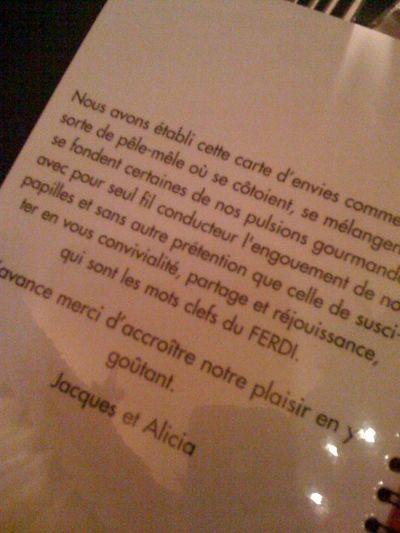 Nous avons établi cette carte d'envies comme
sorte de pêle-mêle où se côtoient, se mélangen
se fondent certaines de nos pulsions gourmande
avec pour seul fil conducteur l'engouement de no
papilles et sans autre prétention que celle de susci-
ter en vous convivialité, partage et réjouissance,
qui sont les mots clefs du FERDI.
'avance merci d'accroître notre plaisir en y
goûtant.
Jacques et Alicia